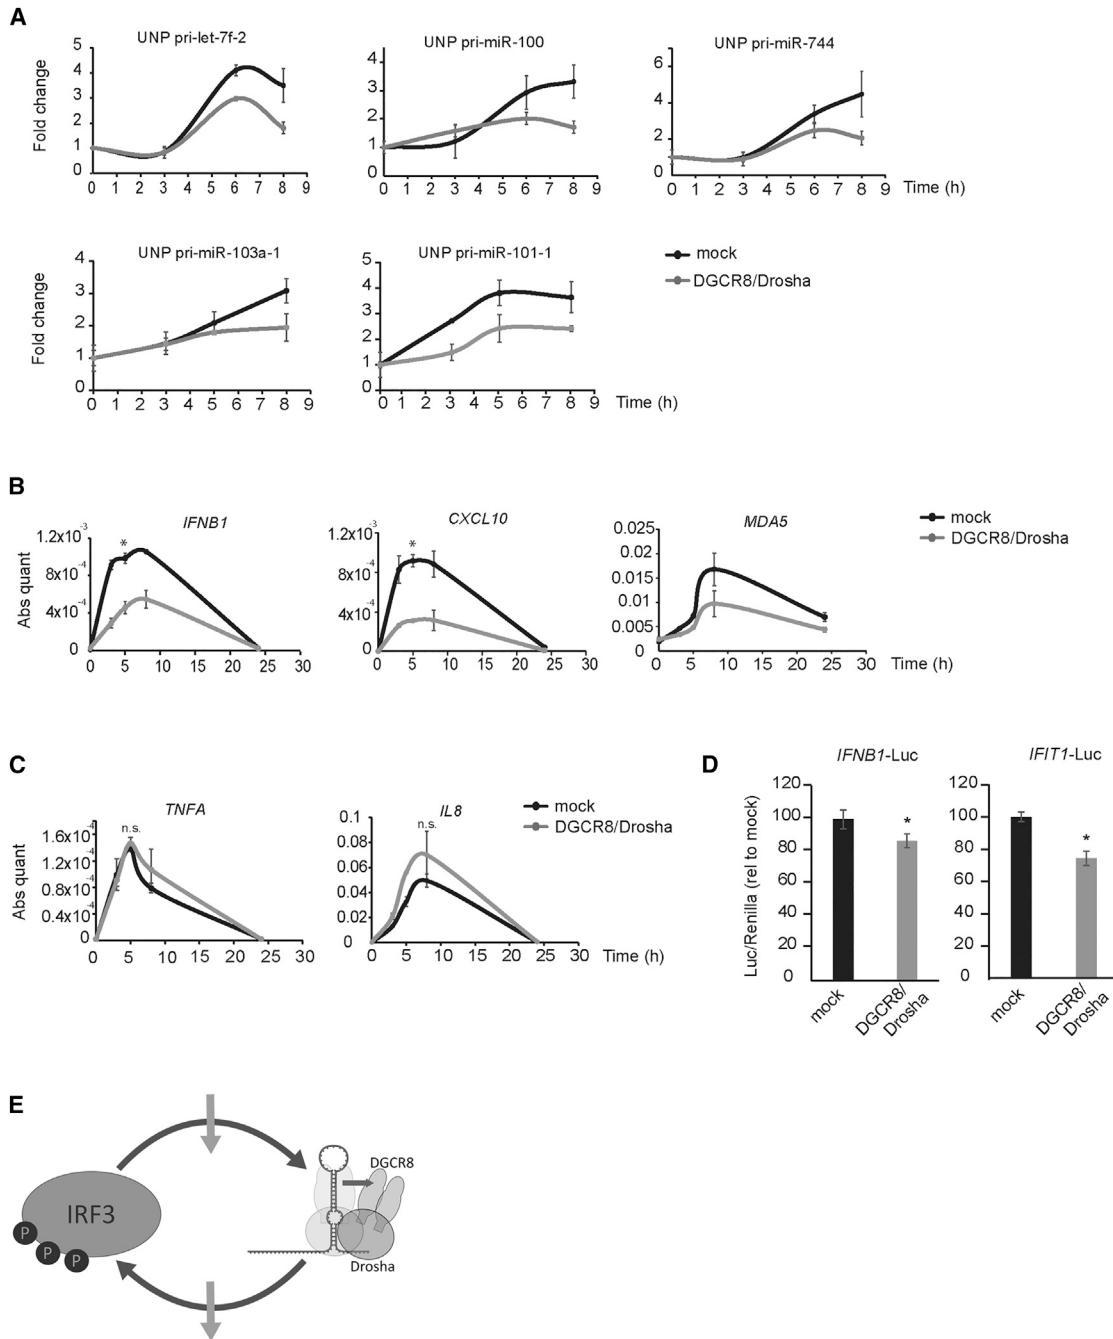 A
UNP pri-let-7f-2
Fold change
5
4
3
2
1
0
0 1 2 3 4 5 6 7 8 9
UNP pri-miR-100
4
3
2
1
0
0 1 2 3 4 5 6 7 8 9
UNP pri-miR-744
6
4
2
0
0 1 2 3 4 5 6 7 8 9
Time (h)
UNP pri-miR-103a-1
Fold change
4
3
2
1
0
0 1 2 3 4 5 6 7 8 9
UNP pri-miR-101-1
5
4
3
2
1
0
0 1 2 3 4 5 6 7 8 9
Time (h)
mock
DGCR8/Drosha
B
IFNB1
Abs quant
1.2x10⁻³
8x10⁻⁴
4x10⁻⁴
0
*
0 5 10 15 20 25 30
CXCL10
1.2x10⁻³
8x10⁻⁴
4x10⁻⁴
0
*
0 5 10 15 20 25 30
MDA5
0.025
0.020
0.015
0.01
0.005
0
0 5 10 15 20 25 30
Time (h)
mock
DGCR8/Drosha
C
TNFA
Abs quant
1.6x10⁻⁴
1.2x10⁻⁴
80x10⁻⁴
0.4x10⁻⁴
0
n.s.
0 5 10 15 20 25 30
IL8
0.1
0.08
0.06
0.04
0.02
0
n.s.
0 5 10 15 20 25 30
Time (h)
mock
DGCR8/Drosha
D
IFNB1-Luc
Luc/Renilla (rel to mock)
120
100
80
60
40
20
0
*
mock
DGCR8/
Drosha
IFIT1-Luc
120
100
80
60
40
20
0
*
mock
DGCR8/
Drosha
E
IRF3
P
P
P
DGCR8
Drosha